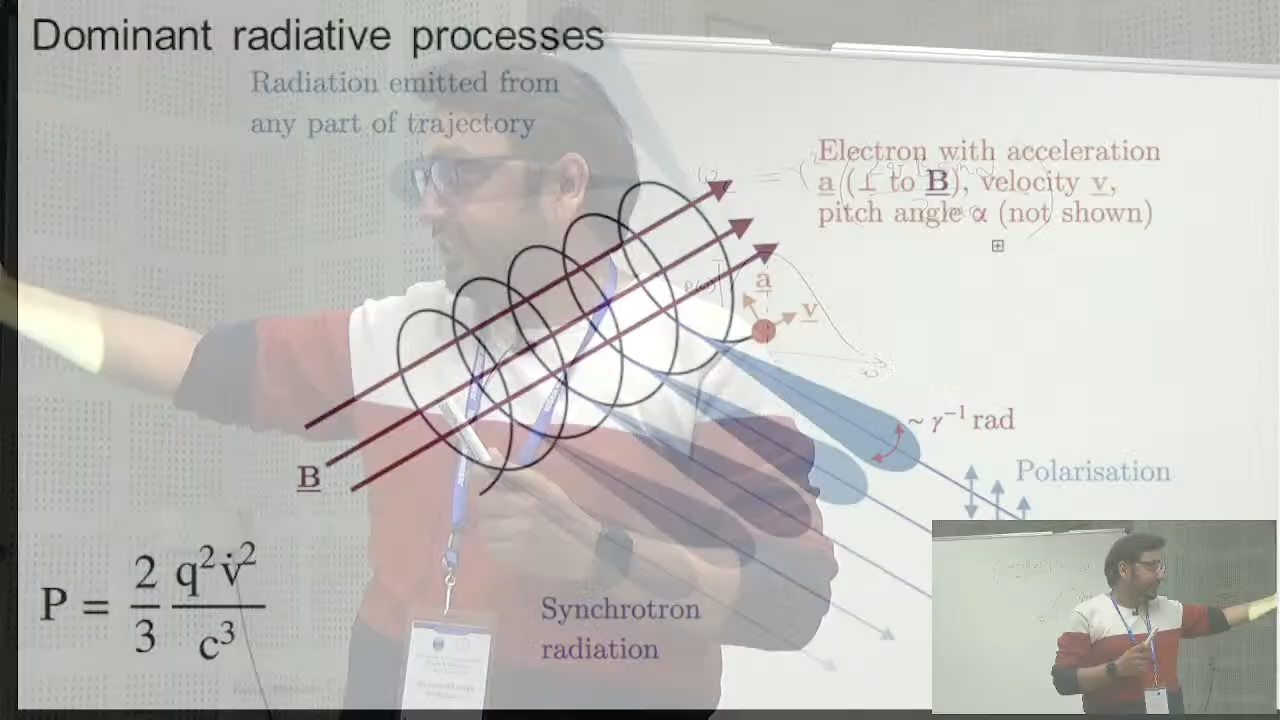 Dominant radiative processes
Radiation emitted from
any part of trajectory
Electron with acceleration
a (⊥ to B), velocity v,
pitch angle α (not shown)
a
v
~ γ⁻¹ rad
B
Polarisation
P = 2/3 q²v̇²/c³
Synchrotron
radiation